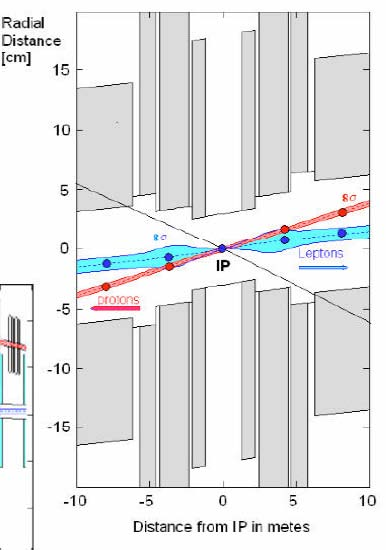 Radial
Distance
[cm]
15
10
5
0
-5
-10
-15
8σ
8σ
IP
Leptons
protons
-10
-5
0
5
10
Distance from IP in metes